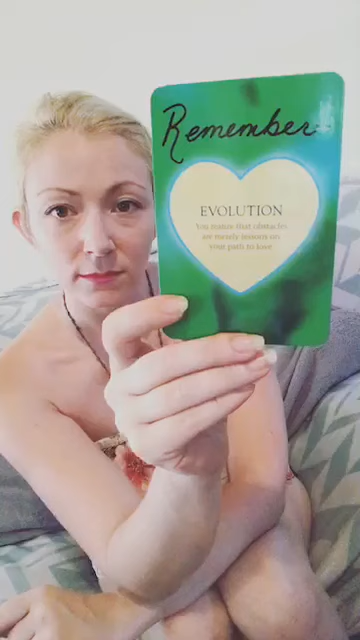 Remember
EVOLUTION
You realize that obstacles
are merely lessons on
your path to love